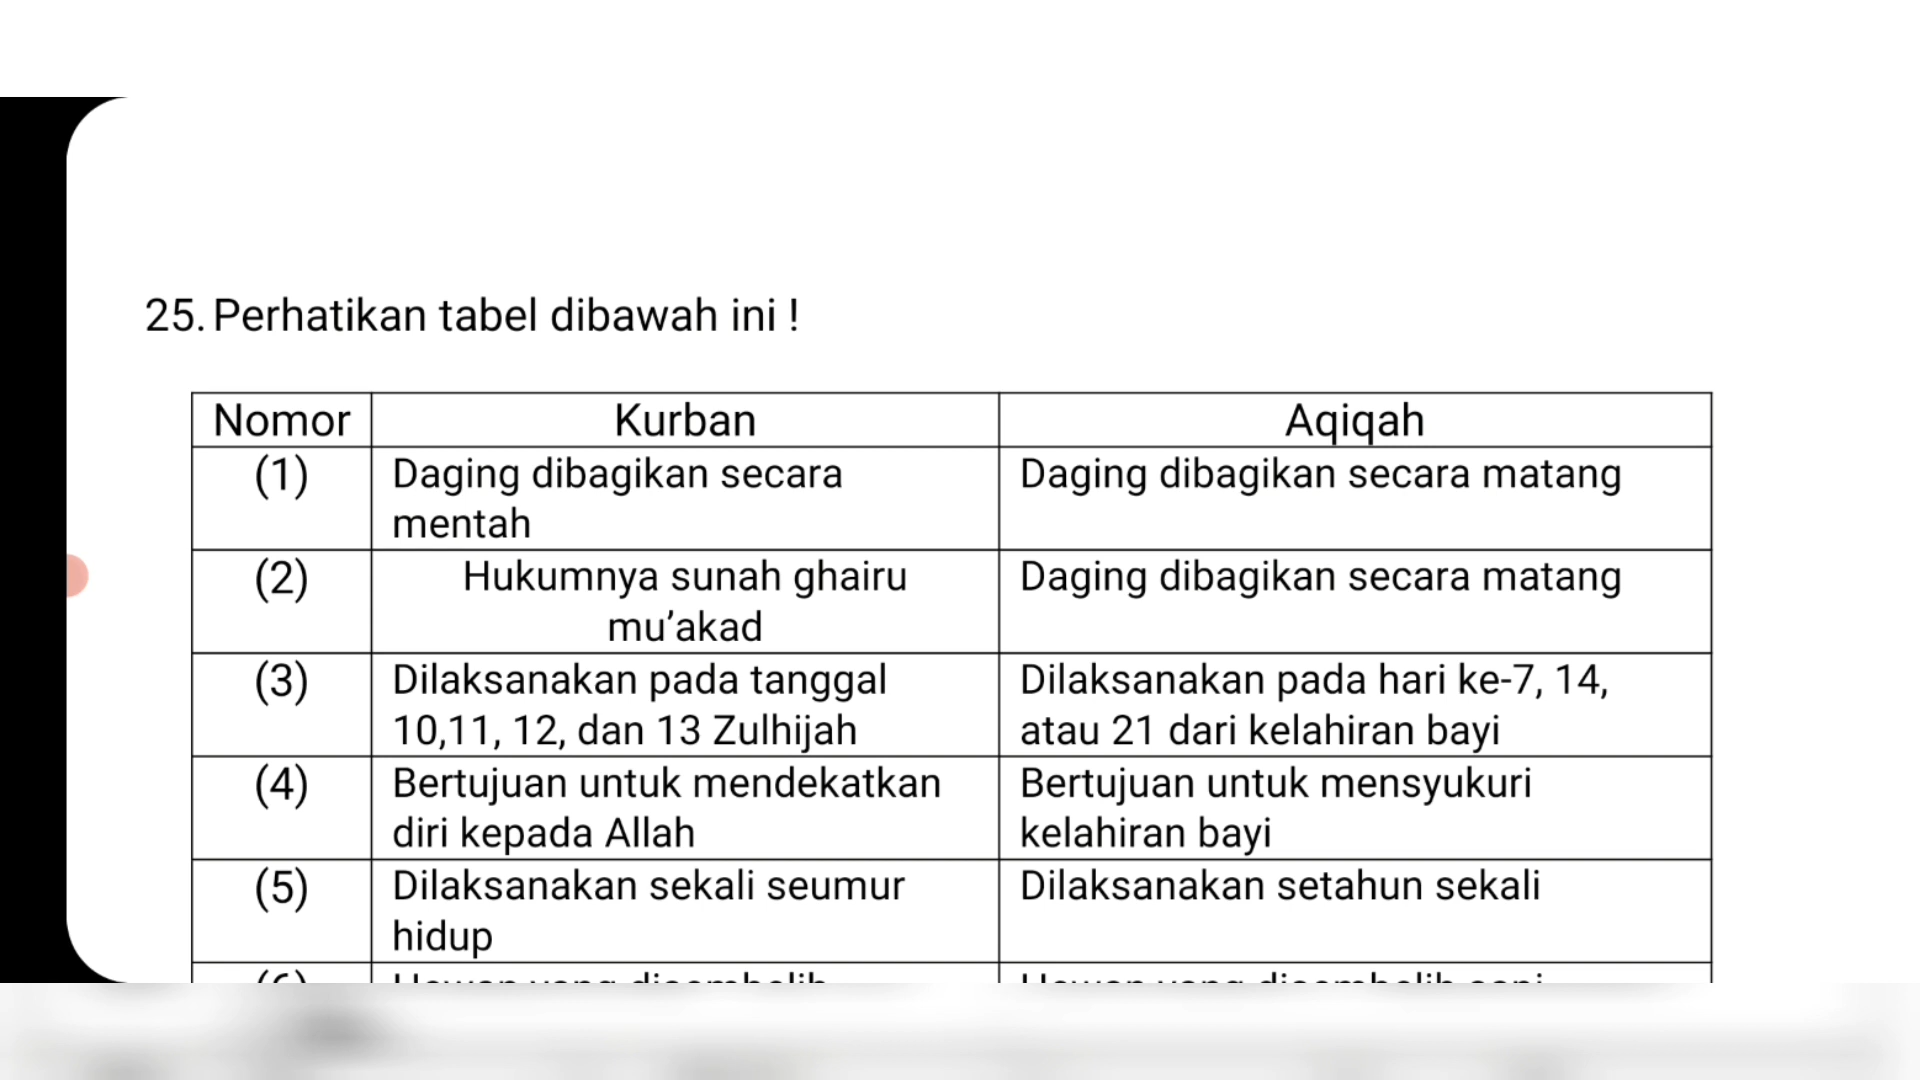 25. Perhatikan tabel dibawah ini !
Nomor Kurban Aqiqah
(1) Daging dibagikan secara Daging dibagikan secara matang
mentah
(2) Hukumnya sunah ghairu Daging dibagikan secara matang
mu’akad
(3) Dilaksanakan pada tanggal Dilaksanakan pada hari ke-7, 14,
10,11, 12, dan 13 Zulhijah atau 21 dari kelahiran bayi
(4) Bertujuan untuk mendekatkan Bertujuan untuk mensyukuri
diri kepada Allah kelahiran bayi
(5) Dilaksanakan sekali seumur Dilaksanakan setahun sekali
hidup